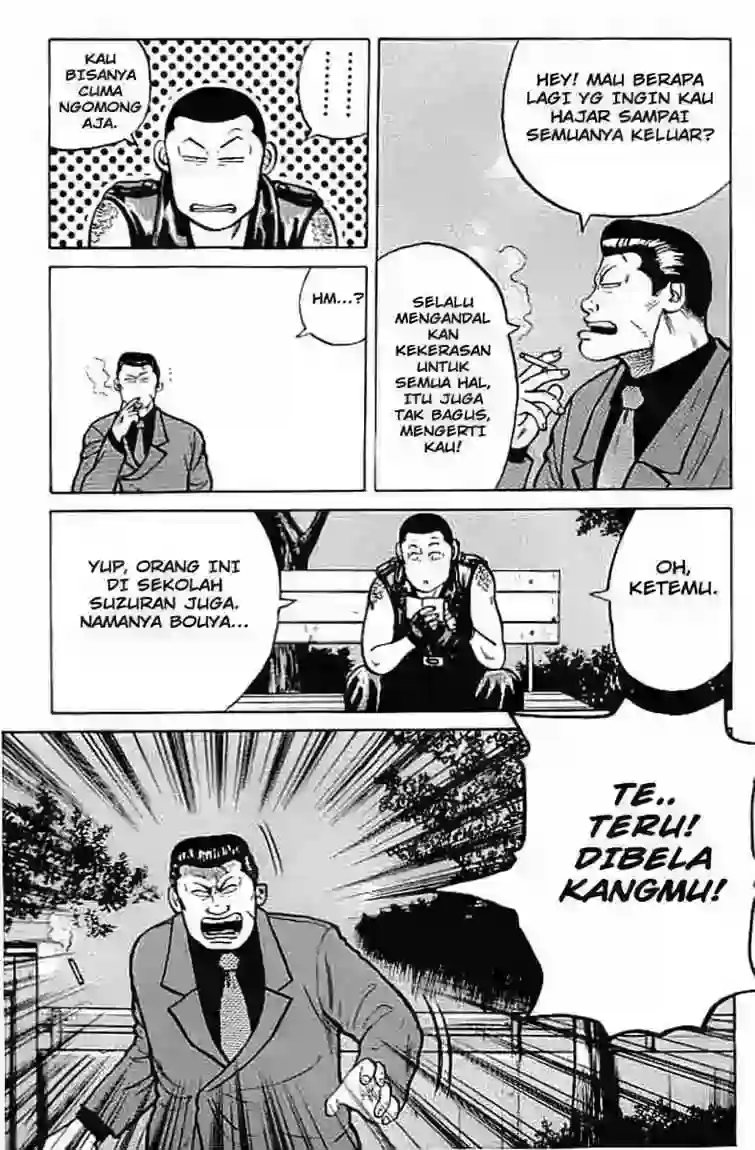 HEY! MAU BERAPA
LAGI YG INGIN KAU
HAJAR SAMPAI
SEMUANYA KELUAR?
SELALU
MENGANDAL
KAN
KEKERASAN
UNTUK
SEMUA HAL,
ITU JUGA
TAK BAGUS,
MENGERTI
KAU!
KAU
BISANYA
CUMA
NGOMONG
AJA.
HM...?
OH,
KETEMU.
YUP, ORANG INI
DI SEKOLAH
SUZURAN JUGA.
NAMANYA BOUYA...
TE..
TERU!
DIBELA
KANGMU!